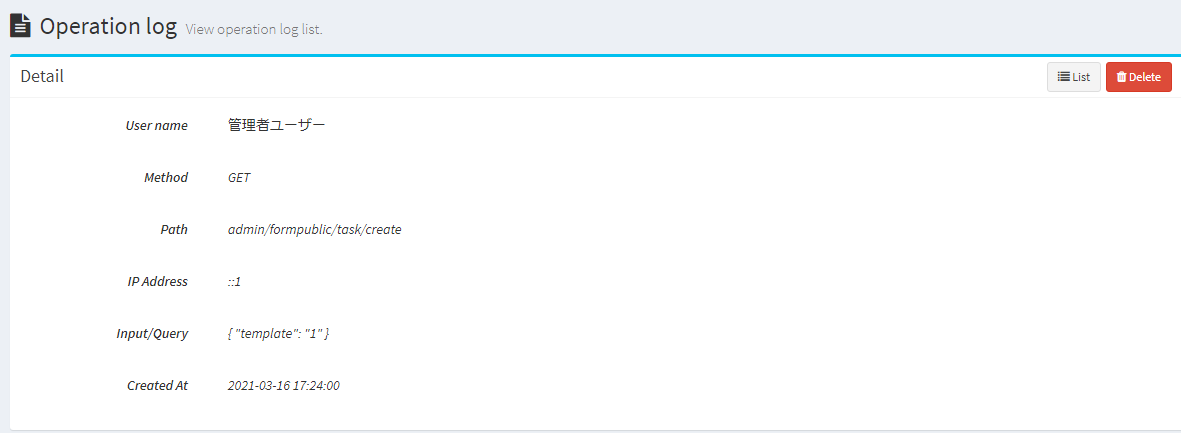 Operation log View operation log list.
Detail List Delete
User name 管理者ユーザー
Method GET
Path admin/formpublic/task/create
IP Address ::1
Input/Query { "template": "1" }
Created At 2021-03-16 17:24:00